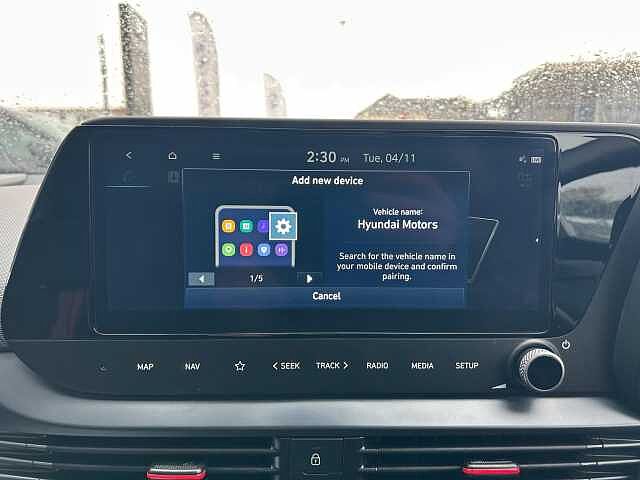 2:30 PM Tue, 04/11
Add new device
Vehicle name:
Hyundai Motors
Search for the vehicle name in
your mobile device and confirm
pairing.
1/5
Cancel
MAP NAV SEEK TRACK RADIO MEDIA SETUP